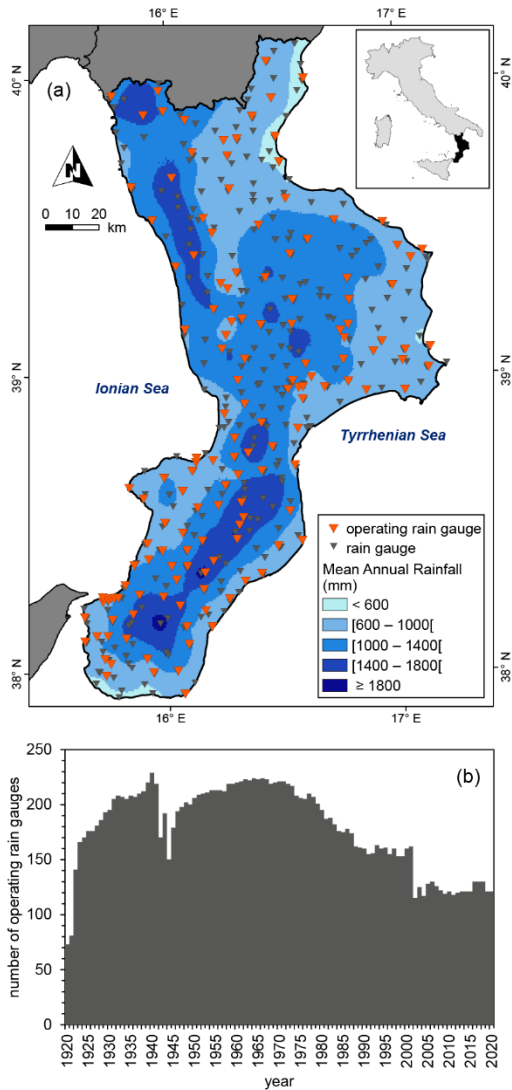 16° E
17° E
40° N
40° N
(a)
N
0 10 20
km
Ionian Sea
39° N
39° N
Tyrrhenian Sea
operating rain gauge
rain gauge
Mean Annual Rainfall
(mm)
< 600
[600 – 1000[
[1000 – 1400[
[1400 – 1800[
≥ 1800
38° N
38° N
16° E
17° E
(b)
number of operating rain gauges
250
200
150
100
50
0
1920
1925
1930
1935
1940
1945
1950
1955
1960
1965
1970
1975
1980
1985
1990
1995
2000
2005
2010
2015
2020
year